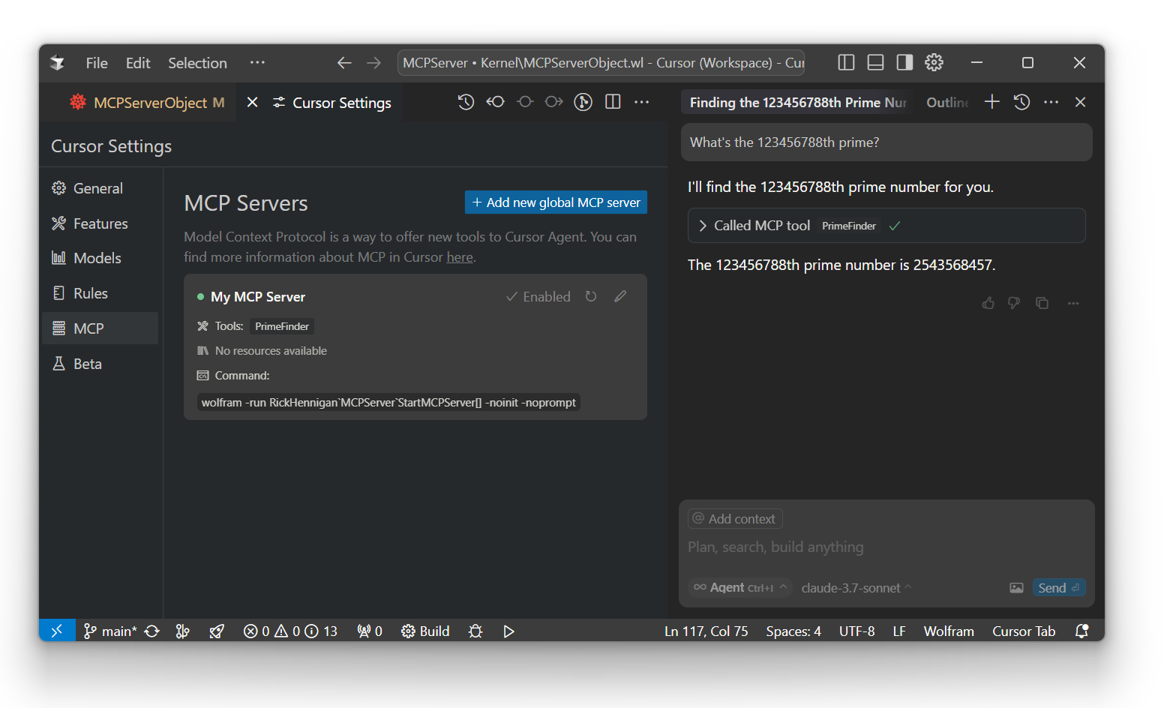 File Edit Selection ···
MCPServer • Kernel\MCPServerObject.wl - Cursor (Workspace) - Cur
MCPServerObject M
Cursor Settings
Cursor Settings
General
Features
Models
Rules
MCP
Beta
MCP Servers
+ Add new global MCP server
Model Context Protocol is a way to offer new tools to Cursor Agent. You can
find more information about MCP in Cursor here.
My MCP Server
Enabled
Tools: PrimeFinder
No resources available
Command:
wolfram -run RickHennigan`MCPServer`StartMCPServer[] -noinit -noprompt
Finding the 123456788th Prime Nur
Outline
What's the 123456788th prime?
I'll find the 123456788th prime number for you.
Called MCP tool PrimeFinder
The 123456788th prime number is 2543568457.
@ Add context
Plan, search, build anything
∞ Agent Ctrl+I
claude-3.7-sonnet
Send
main* 0 0 13 0 Build
Ln 117, Col 75 Spaces: 4 UTF-8 LF Wolfram Cursor Tab